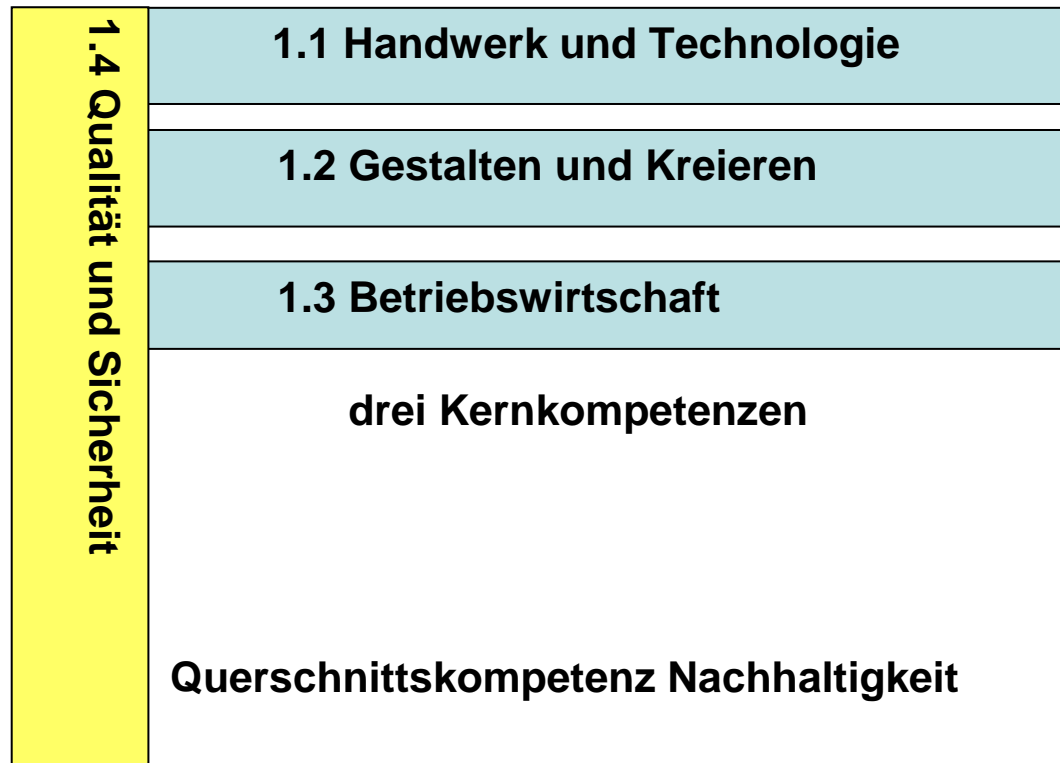 1.4 Qualität und Sicherheit
1.1 Handwerk und Technologie
1.2 Gestalten und Kreieren
1.3 Betriebswirtschaft
drei Kernkompetenzen
Querschnittskompetenz Nachhaltigkeit